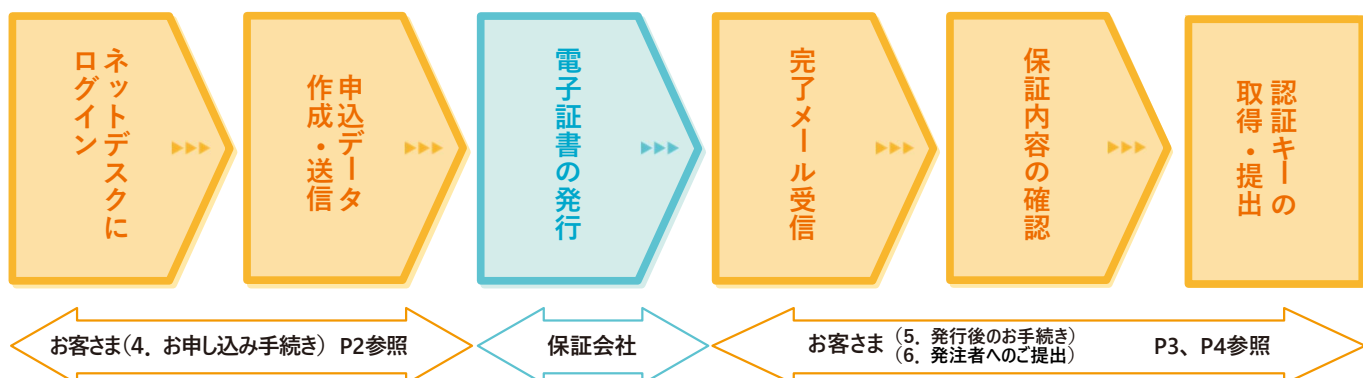 ネットデスクに
ログイン
申込データ
作成・送信
電子証書の発行
完了メール受信
保証内容の確認
認証キーの
取得・提出
お客さま（4．お申し込み手続き） P2参照
保証会社
お客さま（5．発行後のお手続き）
（6．発注者へのご提出）
P3、P4参照